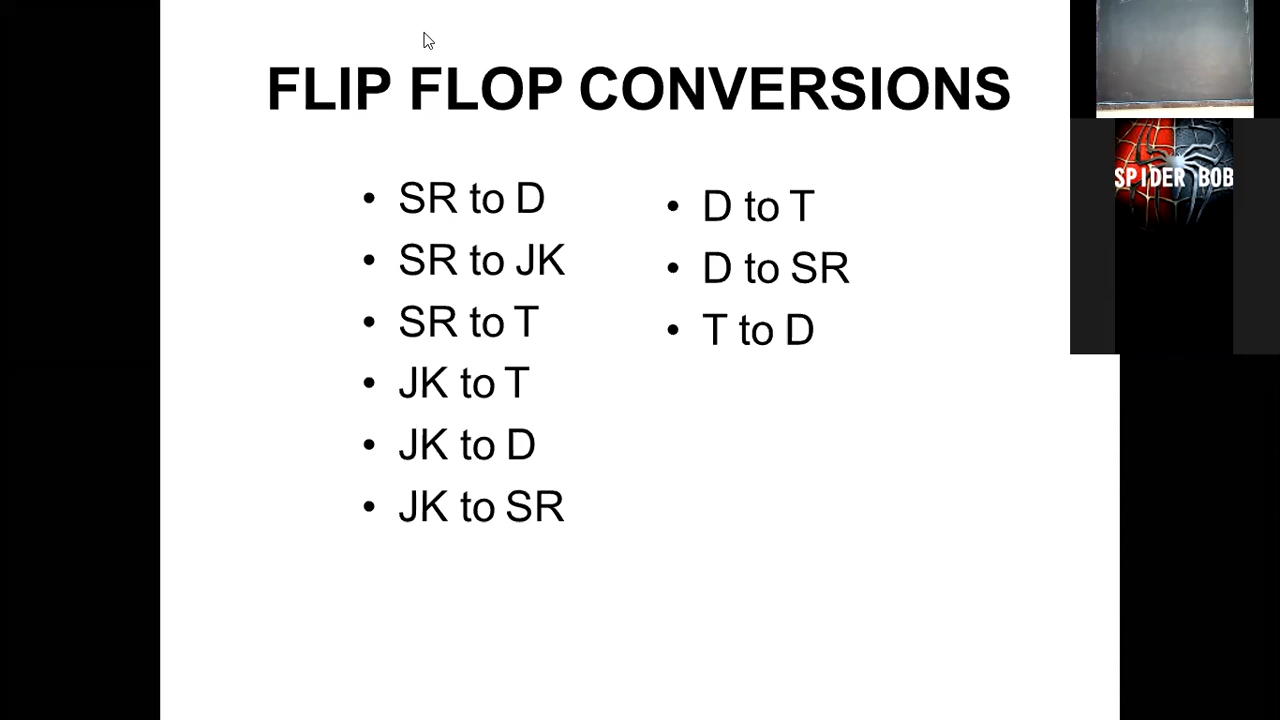 FLIP FLOP CONVERSIONS
• SR to D
• SR to JK
• SR to T
• JK to T
• JK to D
• JK to SR
• D to T
• D to SR
• T to D
SPIDER BOB